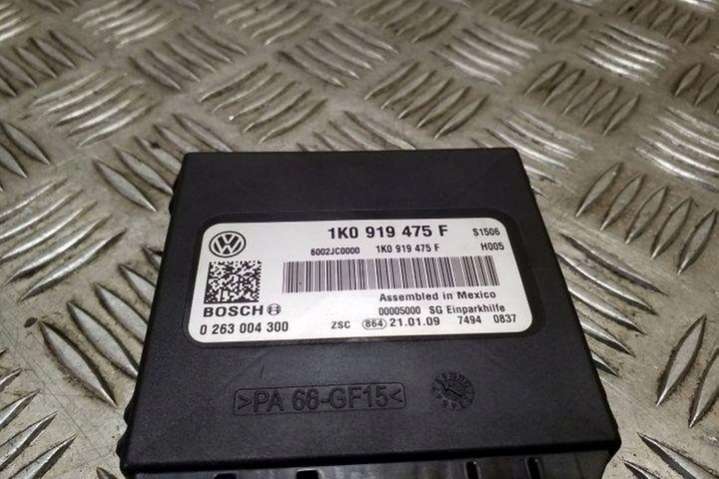 1K0 919 475 F S1506
6002JC0000 1K0 919 475 F H005
Assembled in Mexico
BOSCH 00005000 SG Einparkhilfe
0 263 004 300 ZSC 864 21.01.09 7494 0837
>PA 66-GF15<